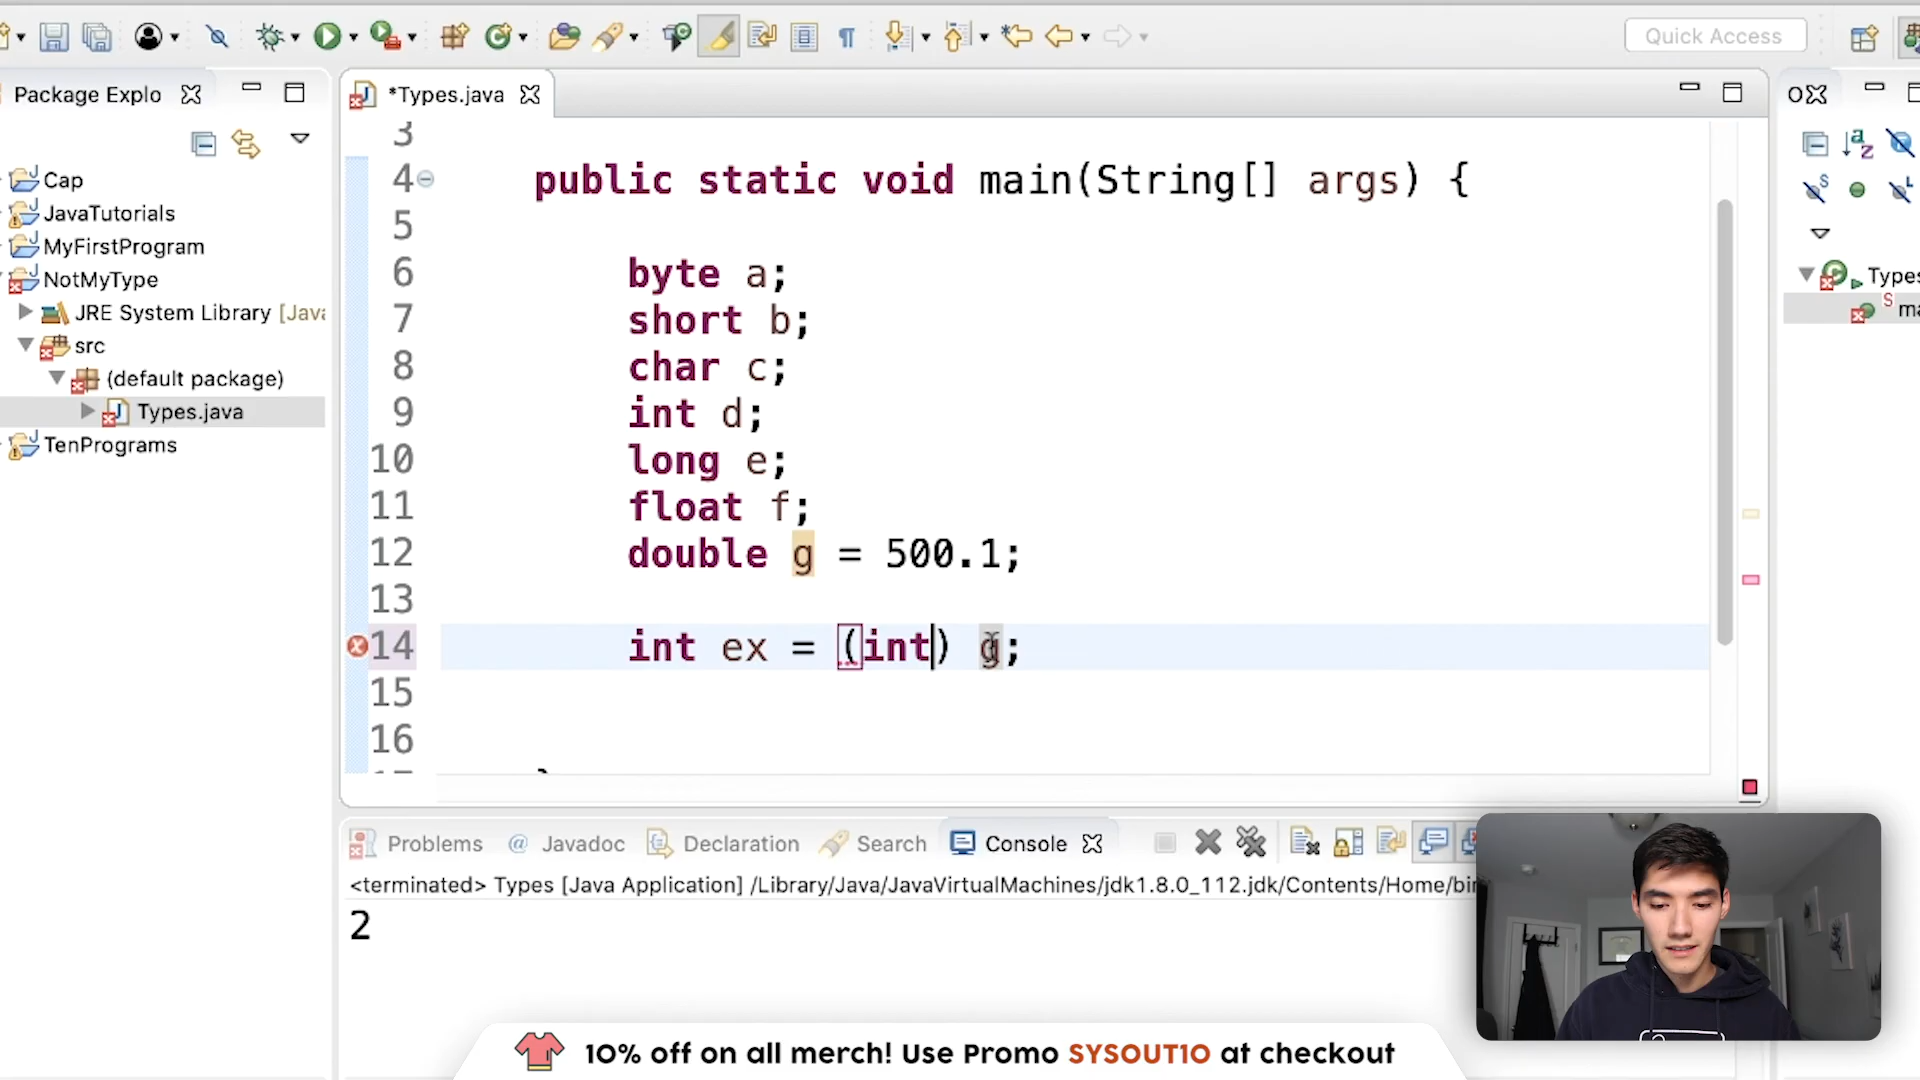 Quick Access
Package Explo
*Types.java
Cap
JavaTutorials
MyFirstProgram
NotMyType
JRE System Library [Java
src
(default package)
Types.java
TenPrograms
3
4 public static void main(String[] args) {
5
6 byte a;
7 short b;
8 char c;
9 int d;
10 long e;
11 float f;
12 double g = 500.1;
13
14 int ex = (int) g;
15
16
}
O
Types
ma
Problems
@ Javadoc
Declaration
Search
Console
<terminated> Types [Java Application] /Library/Java/JavaVirtualMachines/jdk1.8.0_112.jdk/Contents/Home/bin
2
10% off on all merch! Use Promo SYSOUT10 at checkout